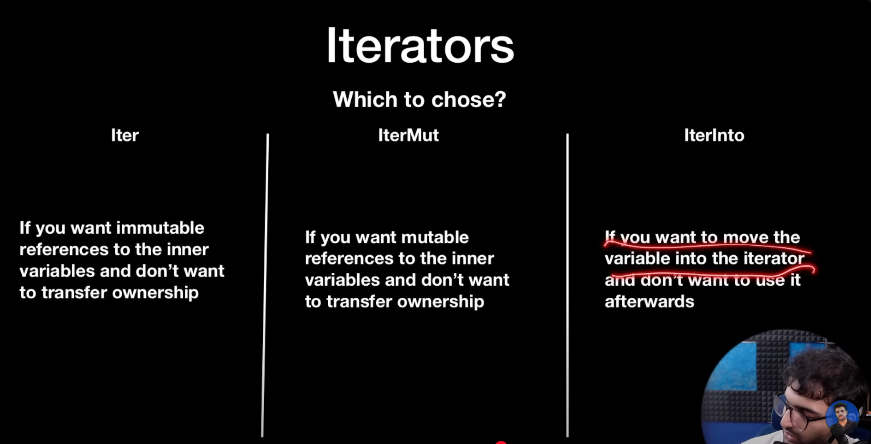 Iterators
Which to chose?
Iter
If you want immutable
references to the inner
variables and don't want
to transfer ownership
IterMut
If you want mutable
references to the inner
variables and don't want
to transfer ownership
IterInto
If you want to move the
variable into the iterator
and don't want to use it
afterwards